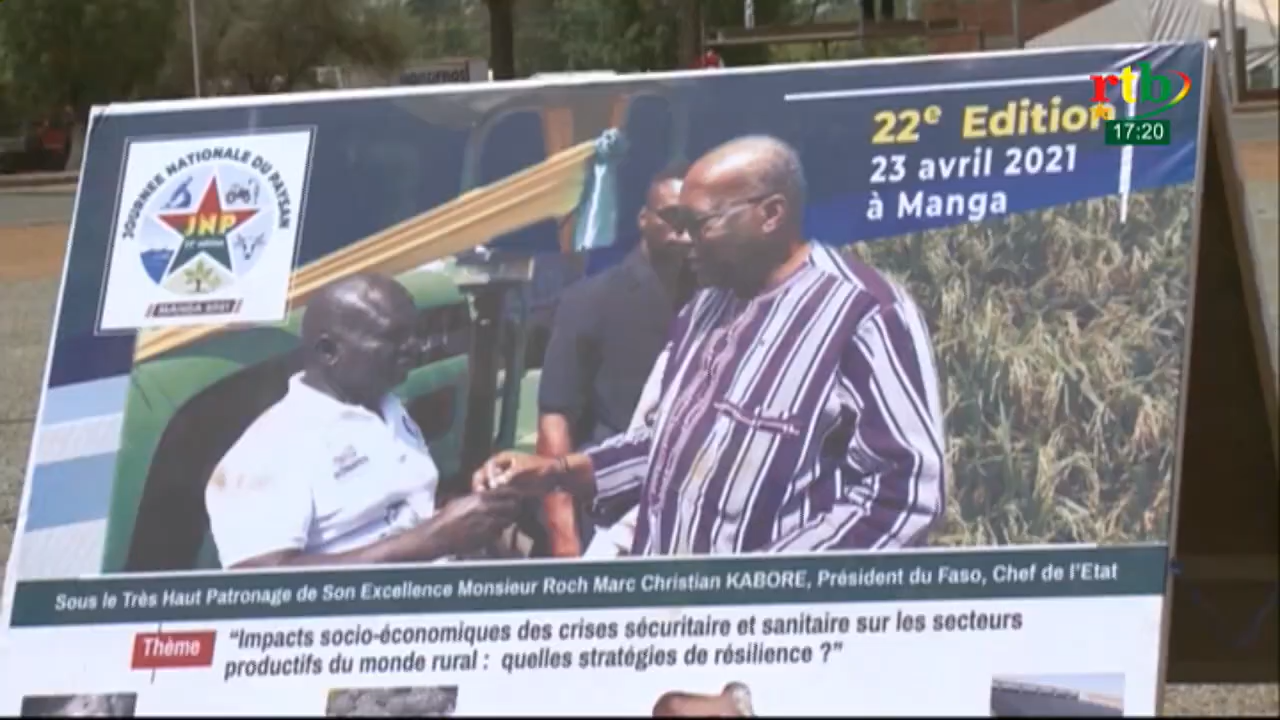 rtb
17:20
22e Edition
23 avril 2021
à Manga
JOURNEE NATIONALE DU PAYSAN
JNP
22e edition
MANGA 2021
Sous le Très Haut Patronage de Son Excellence Monsieur Roch Marc Christian KABORE, Président du Faso, Chef de l'Etat
Thème
“Impacts socio-économiques des crises sécuritaire et sanitaire sur les secteurs
productifs du monde rural : quelles stratégies de résilience ?”